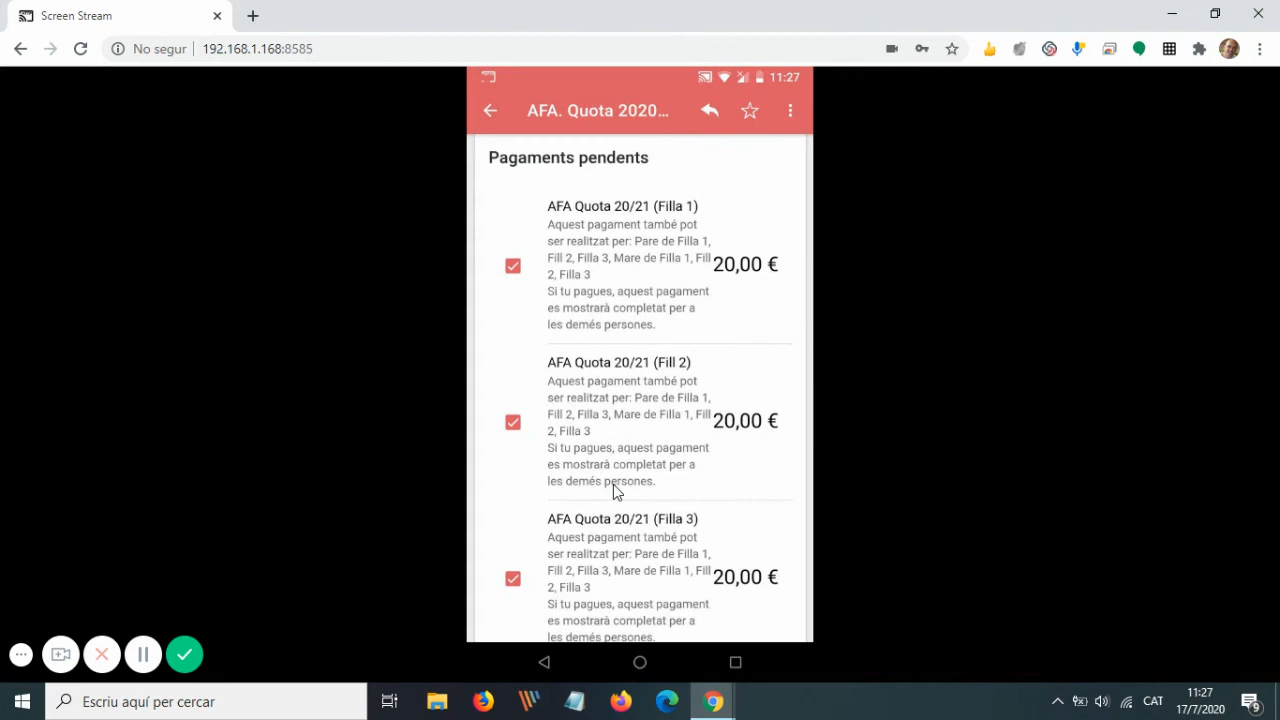 Screen Stream
No segur
192.168.1.168:8585
11:27
AFA. Quota 2020...
Pagaments pendents
AFA Quota 20/21 (Filla 1)
Aquest pagament també pot
ser realitzat per: Pare de Filla 1,
Fill 2, Filla 3, Mare de Filla 1, Fill
2, Filla 3
20,00 €
Si tu pagues, aquest pagament
es mostrarà completat per a
les demés persones.
AFA Quota 20/21 (Fill 2)
Aquest pagament també pot
ser realitzat per: Pare de Filla 1,
Fill 2, Filla 3, Mare de Filla 1, Fill
2, Filla 3
20,00 €
Si tu pagues, aquest pagament
es mostrarà completat per a
les demés persones.
AFA Quota 20/21 (Filla 3)
Aquest pagament també pot
ser realitzat per: Pare de Filla 1,
Fill 2, Filla 3, Mare de Filla 1, Fill
2, Filla 3
20,00 €
Si tu pagues, aquest pagament
es mostrarà completat per a
les demés persones.
Escriu aquí per cercar
CAT
11:27
17/7/2020
9